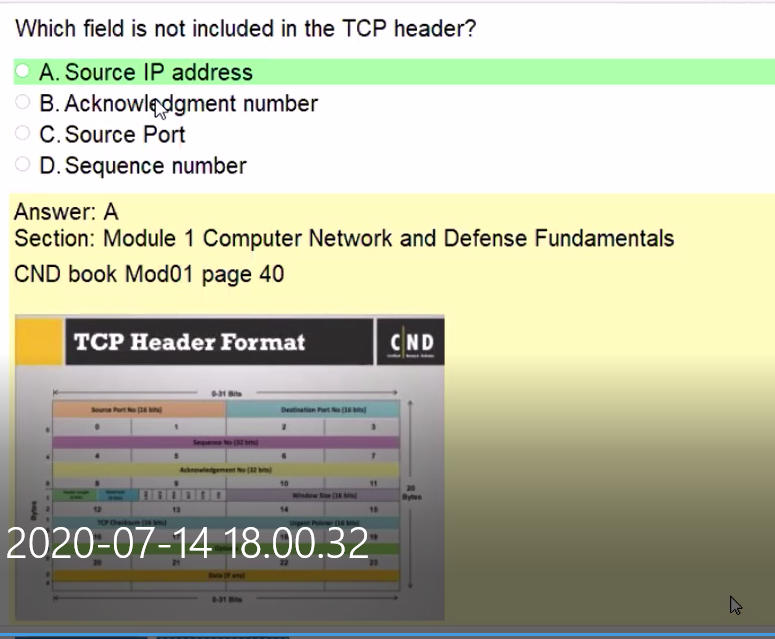 Which field is not included in the TCP header?
A. Source IP address
B. Acknowledgment number
C. Source Port
D. Sequence number
Answer: A
Section: Module 1 Computer Network and Defense Fundamentals
CND book Mod01 page 40
TCP Header Format
CND
0-31 Bits
Source Port No (16 bits) Destination Port No (16 bits)
0 1 2 3
Sequence No (32 bits)
4 5 6 7
Acknowledgement No (32 bits)
8 9 10 11
Window Size (16 bits)
20
Bytes
Bytes
12 13 14 15
TCP Checksum (16 bits) Urgent Pointer (16 bits)
2020-07-14 18.00.32
20 21 22 23
Data (if any)
0-31 Bits